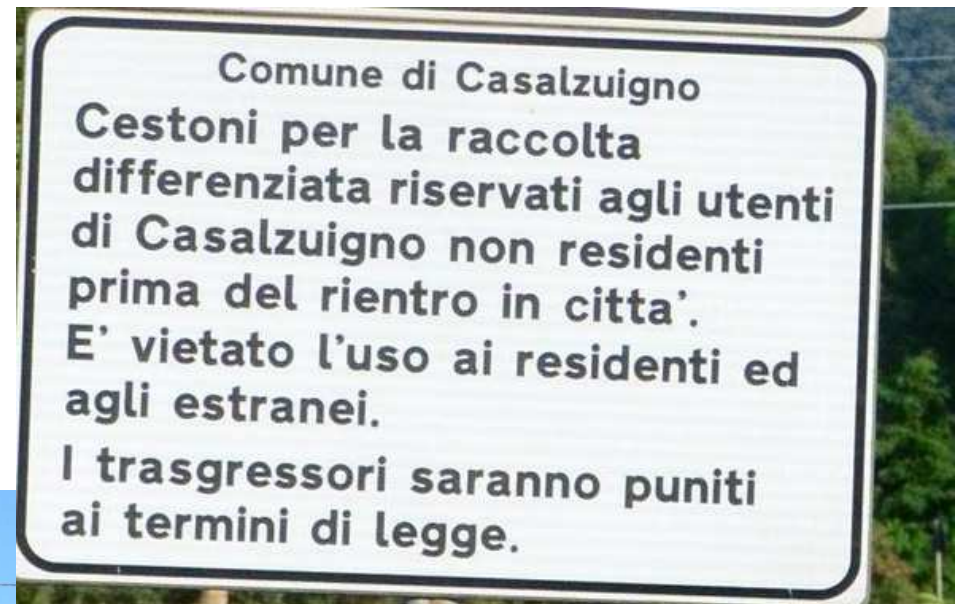 Comune di Casalzuigno
Cestoni per la raccolta
differenziata riservati agli utenti
di Casalzuigno non residenti
prima del rientro in citta'.
E' vietato l'uso ai residenti ed
agli estranei.
I trasgressori saranno puniti
ai termini di legge.